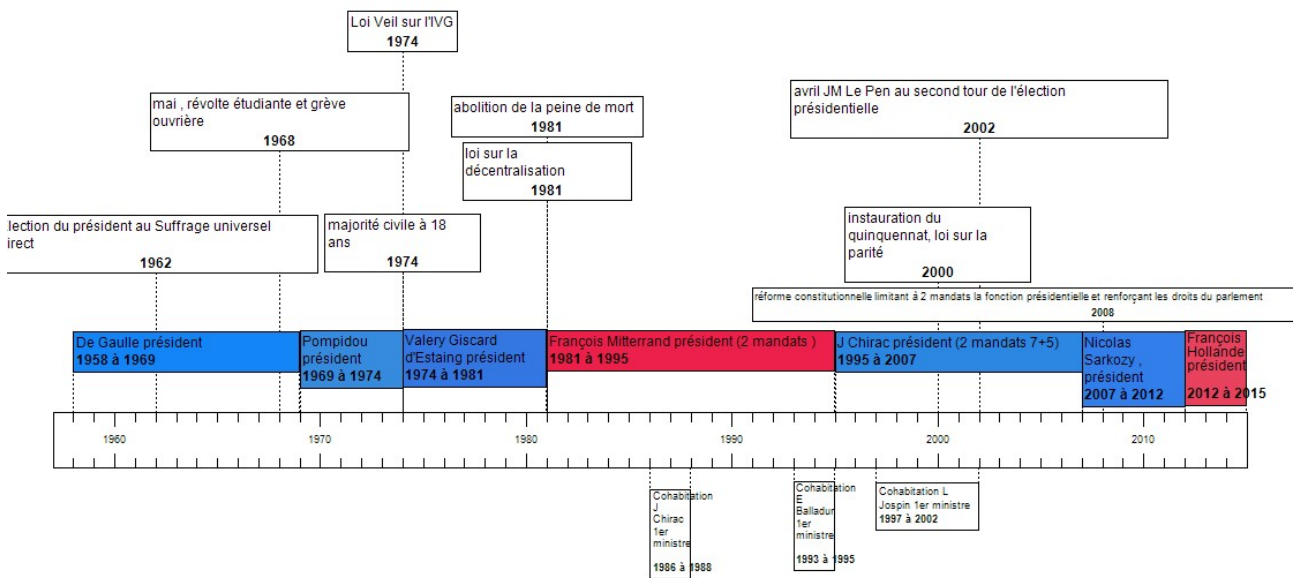 Loi Veil sur l'IVG
1974
mai , révolte étudiante et grève
ouvrière
1968
abolition de la peine de mort
1981
avril JM Le Pen au second tour de l'élection
présidentielle
2002
loi sur la
décentralisation
1981
lection du président au Suffrage universel
irect
1962
majorité civile à 18
ans
1974
instauration du
quinquennat, loi sur la
parité
2000
réforme constitutionnelle limitant à 2 mandats la fonction présidentielle et renforçant les droits du parlement
2008
De Gaulle président
1958 à 1969
Pompidou
président
1969 à 1974
Valery Giscard
d'Estaing président
1974 à 1981
François Mitterrand président (2 mandats )
1981 à 1995
J Chirac président (2 mandats 7+5)
1995 à 2007
Nicolas
Sarkozy ,
président
2007 à 2012
François
Hollande
président
2012 à 2015
1960
1970
1980
1990
2000
2010
Cohabitation
J
Chirac
1er
ministre
1986 à 1988
Cohabitation
E
Balladur
1er
ministre
1993 à 1995
Cohabitation L
Jospin 1er ministre
1997 à 2002